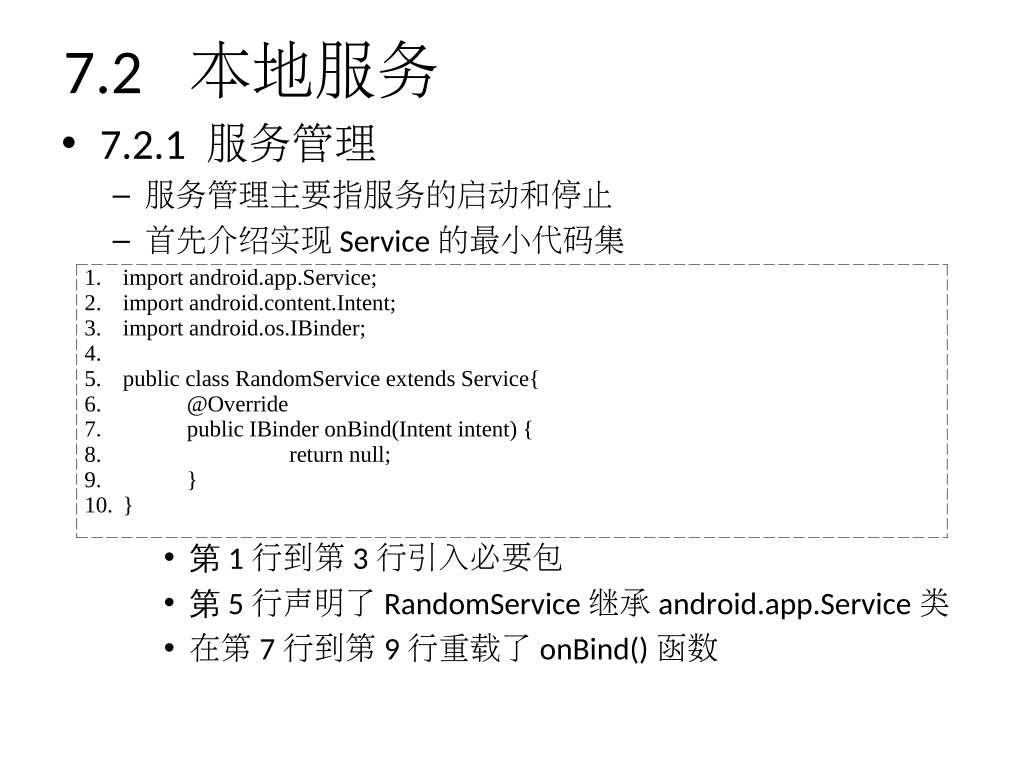 7.2 本地服务
• 7.2.1 服务管理
– 服务管理主要指服务的启动和停止
– 首先介绍实现 Service 的最小代码集
1. import android.app.Service;
2. import android.content.Intent;
3. import android.os.IBinder;
4.
5. public class RandomService extends Service{
6. @Override
7. public IBinder onBind(Intent intent) {
8. return null;
9. }
10. }
• 第 1 行到第 3 行引入必要包
• 第 5 行声明了 RandomService 继承 android.app.Service 类
• 在第 7 行到第 9 行重载了 onBind() 函数